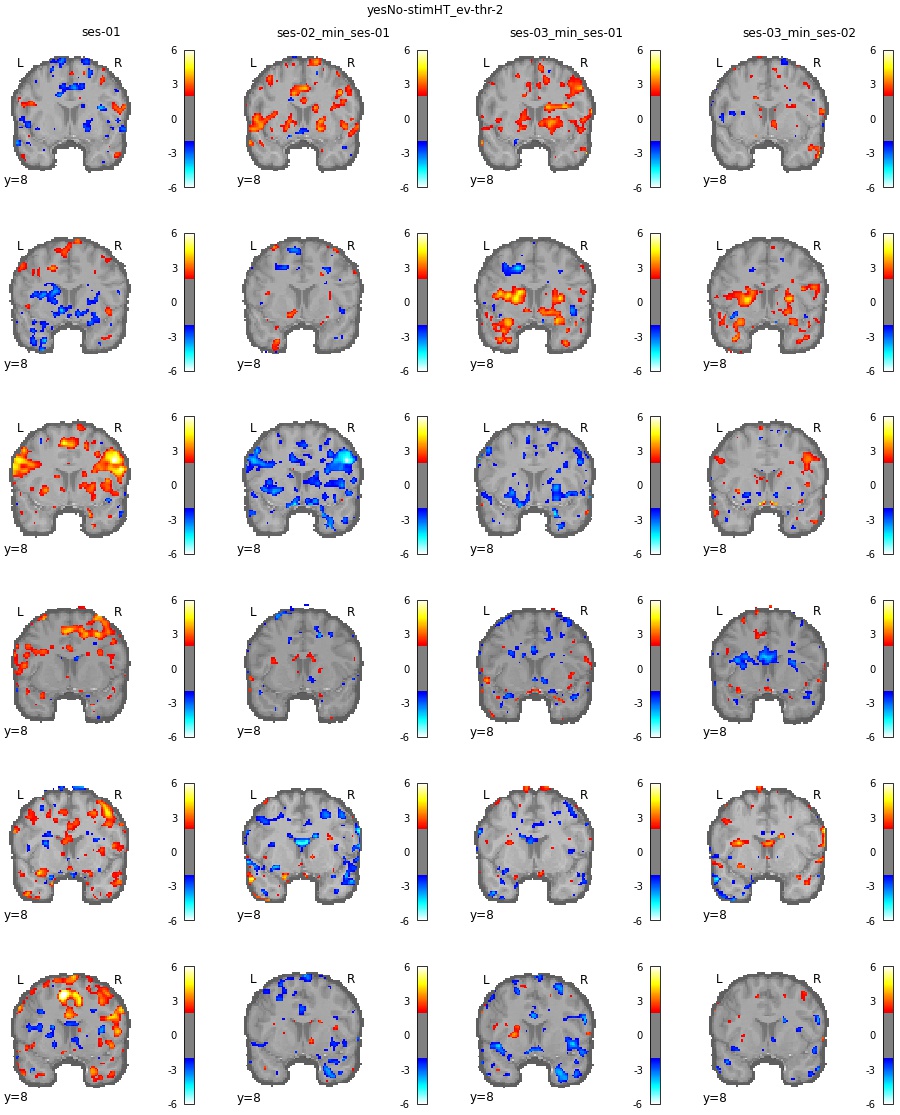 yesNo-stimHT_ev-thr-2
ses-01 ses-02_min_ses-01 ses-03_min_ses-01 ses-03_min_ses-02
L R 6 3 0 -3 -6 y=8 L R 6 3 0 -3 -6 y=8 L R 6 3 0 -3 -6 y=8 L R 6 3 0 -3 -6 y=8
L R 6 3 0 -3 -6 y=8 L R 6 3 0 -3 -6 y=8 L R 6 3 0 -3 -6 y=8 L R 6 3 0 -3 -6 y=8
L R 6 3 0 -3 -6 y=8 L R 6 3 0 -3 -6 y=8 L R 6 3 0 -3 -6 y=8 L R 6 3 0 -3 -6 y=8
L R 6 3 0 -3 -6 y=8 L R 6 3 0 -3 -6 y=8 L R 6 3 0 -3 -6 y=8 L R 6 3 0 -3 -6 y=8
L R 6 3 0 -3 -6 y=8 L R 6 3 0 -3 -6 y=8 L R 6 3 0 -3 -6 y=8 L R 6 3 0 -3 -6 y=8
L R 6 3 0 -3 -6 y=8 L R 6 3 0 -3 -6 y=8 L R 6 3 0 -3 -6 y=8 L R 6 3 0 -3 -6 y=8